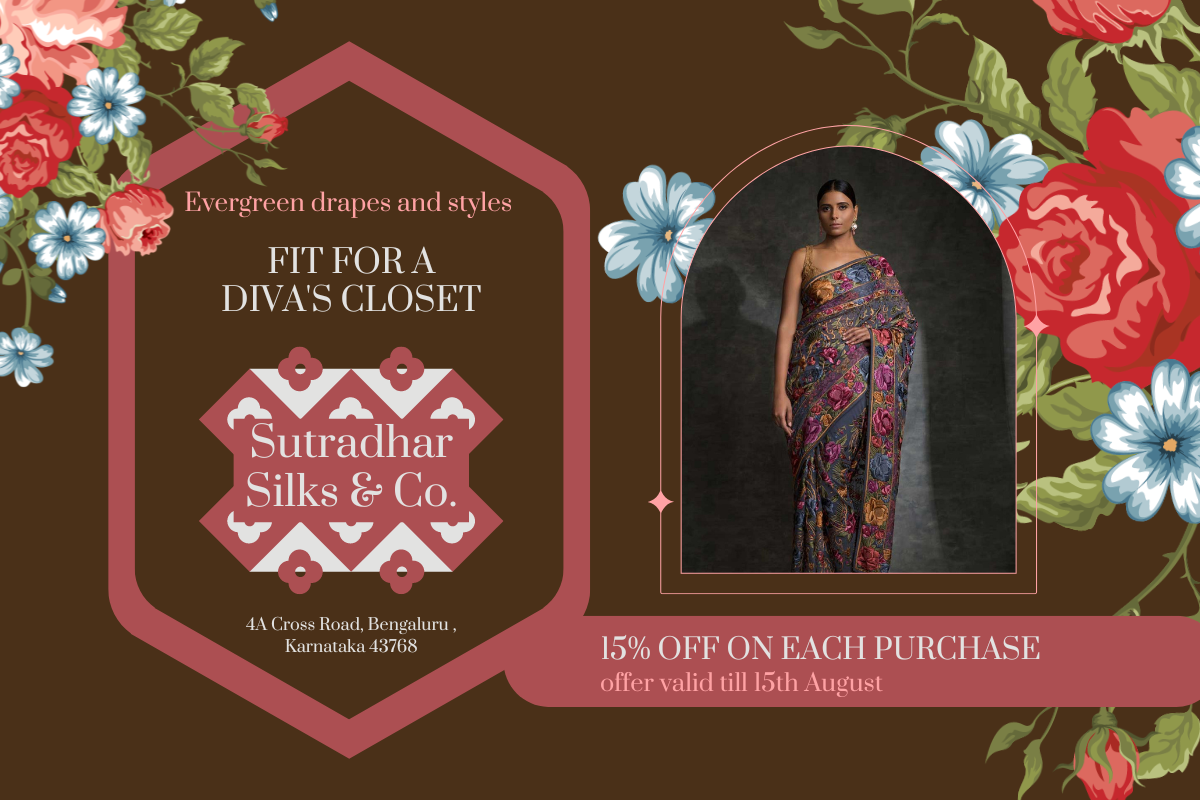 Evergreen drapes and styles
FIT FOR A
DIVA'S CLOSET
Sutradhar
Silks & Co.
4A Cross Road, Bengaluru ,
Karnataka 43768
15% OFF ON EACH PURCHASE
offer valid till 15th August